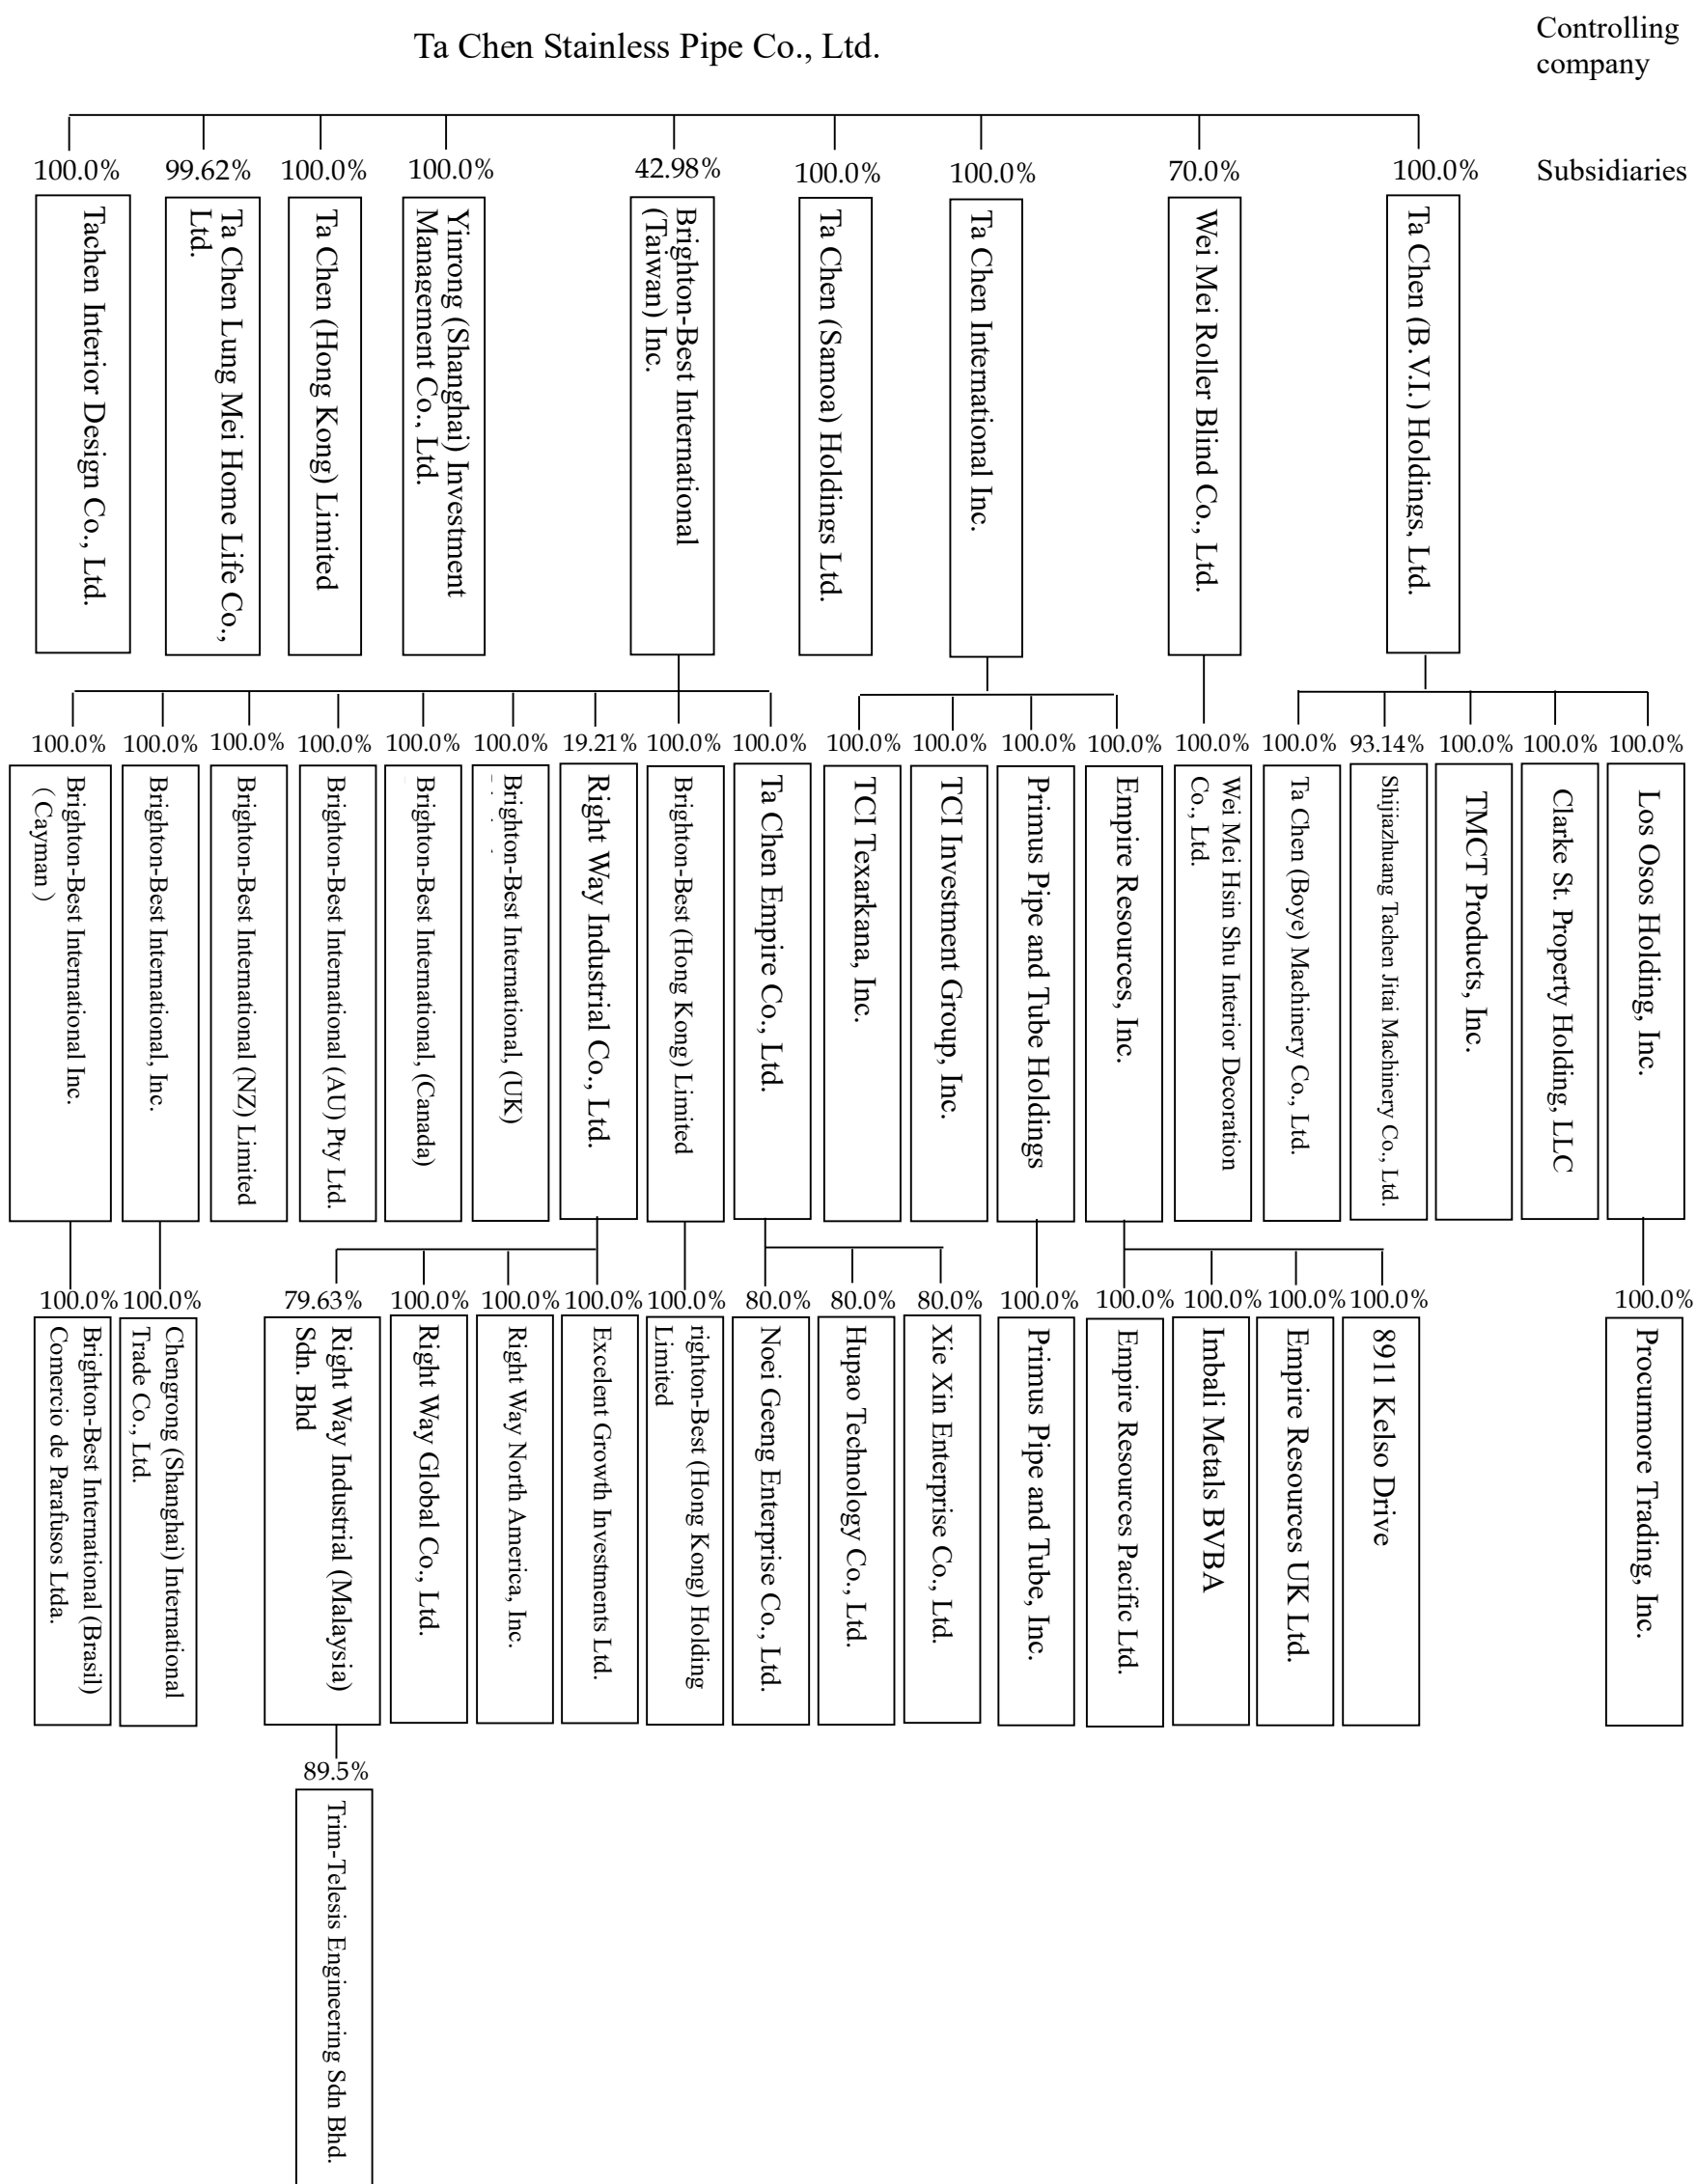 Ta Chen Stainless Pipe Co., Ltd.
Controlling
company
100.0%
99.62%
100.0%
100.0%
42.98%
100.0%
100.0%
70.0%
100.0%
Subsidiaries
Tachen Interior Design Co., Ltd.
Ta Chen Lung Mei Home Life Co.,
Ltd.
Ta Chen (Hong Kong) Limited
Yinrong (Shanghai) Investment
Management Co., Ltd.
Brighton-Best International
(Taiwan) Inc.
Ta Chen (Samoa) Holdings Ltd.
Ta Chen International Inc.
Wei Mei Roller Blind Co., Ltd.
Ta Chen (B.V.I.) Holdings, Ltd.
100.0%
100.0%
100.0%
100.0%
100.0%
100.0%
19.21%
100.0%
100.0%
100.0%
100.0%
100.0%
100.0%
100.0%
100.0%
93.14%
100.0%
100.0%
100.0%
Brighton-Best International Inc.
( Cayman )
Brighton-Best International, Inc.
Brighton-Best International (NZ) Limited
Brighton-Best International (AU) Pty Ltd.
Brighton-Best International, (Canada)
Brighton-Best International, (UK)
Right Way Industrial Co., Ltd.
Brighton-Best (Hong Kong) Limited
Ta Chen Empire Co., Ltd.
TCI Texarkana, Inc.
TCI Investment Group, Inc.
Primus Pipe and Tube Holdings
Empire Resources, Inc.
Wei Mei Hsin Shu Interior Decoration
Co., Ltd.
Ta Chen (Boye) Machinery Co., Ltd.
Shijiazhuang Tachen Jitai Machinery Co., Ltd.
TMCT Products, Inc.
Clarke St. Property Holding, LLC
Los Osos Holding, Inc.
100.0%
100.0%
79.63%
100.0%
100.0%
100.0%
100.0%
80.0%
80.0%
80.0%
100.0%
100.0%
100.0%
100.0%
100.0%
100.0%
Brighton-Best International (Brasil)
Comercio de Parafusos Ltda.
Chengrong (Shanghai) International
Trade Co., Ltd.
Right Way Industrial (Malaysia)
Sdn. Bhd
Right Way Global Co., Ltd.
Right Way North America, Inc.
Excelent Growth Investments Ltd.
righton-Best (Hong Kong) Holding
Limited
Noei Geeng Enterprise Co., Ltd.
Hupao Technology Co., Ltd.
Xie Xin Enterprise Co., Ltd.
Primus Pipe and Tube, Inc.
Empire Resources Pacific Ltd.
Imbali Metals BVBA
Empire Resources UK Ltd.
8911 Kelso Drive
Procurmore Trading, Inc.
89.5%
Trim-Telesis Engineering Sdn Bhd.